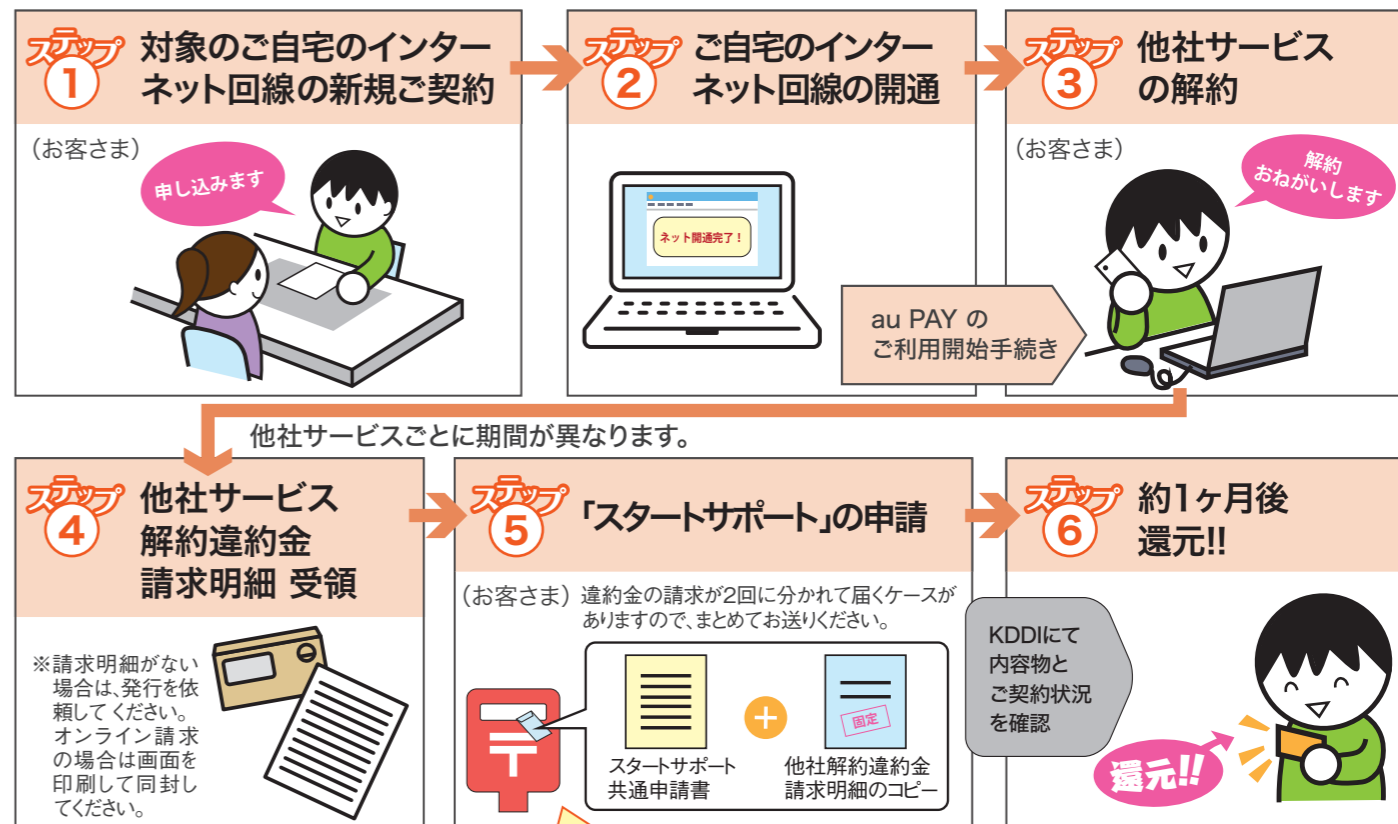 ステップ
1
対象のご自宅のインター
ネット回線の新規ご契約
(お客さま)
申し込みます
ステップ
2
ご自宅のインター
ネット回線の開通
ネット開通完了!
au PAY の
ご利用開始手続き
ステップ
3
他社サービス
の解約
(お客さま)
解約
おねがいします
他社サービスごとに期間が異なります。
ステップ
4
他社サービス
解約違約金
請求明細 受領
※請求明細がない
場合は、発行を依
頼してください。
オンライン請求
の場合は画面を
印刷して同封し
てください。
ステップ
5
「スタートサポート」の申請
(お客さま)
違約金の請求が2回に分かれて届くケースが
ありますので、まとめてお送りください。
スタートサポート
共通申請書
+
固定
他社解約違約金
請求明細のコピー
KDDIにて
内容物と
ご契約状況
を確認
ステップ
6
約1ヶ月後
還元!!
還元!!